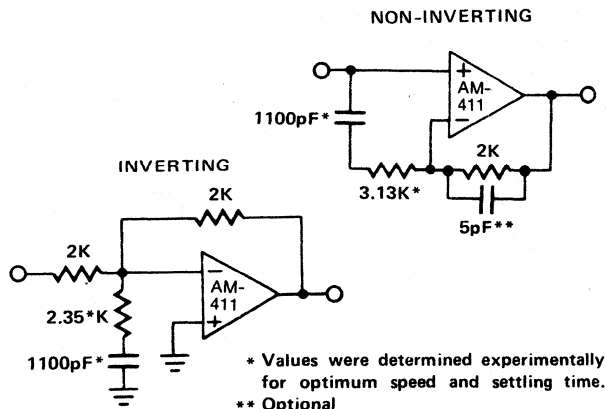 NON-INVERTING
+
AM-
411
−
1100pF*
2K
3.13K*
5pF**
INVERTING
2K
2K
−
AM-
411
+
2.35*K
1100pF*
* Values were determined experimentally
for optimum speed and settling time.
** Optional